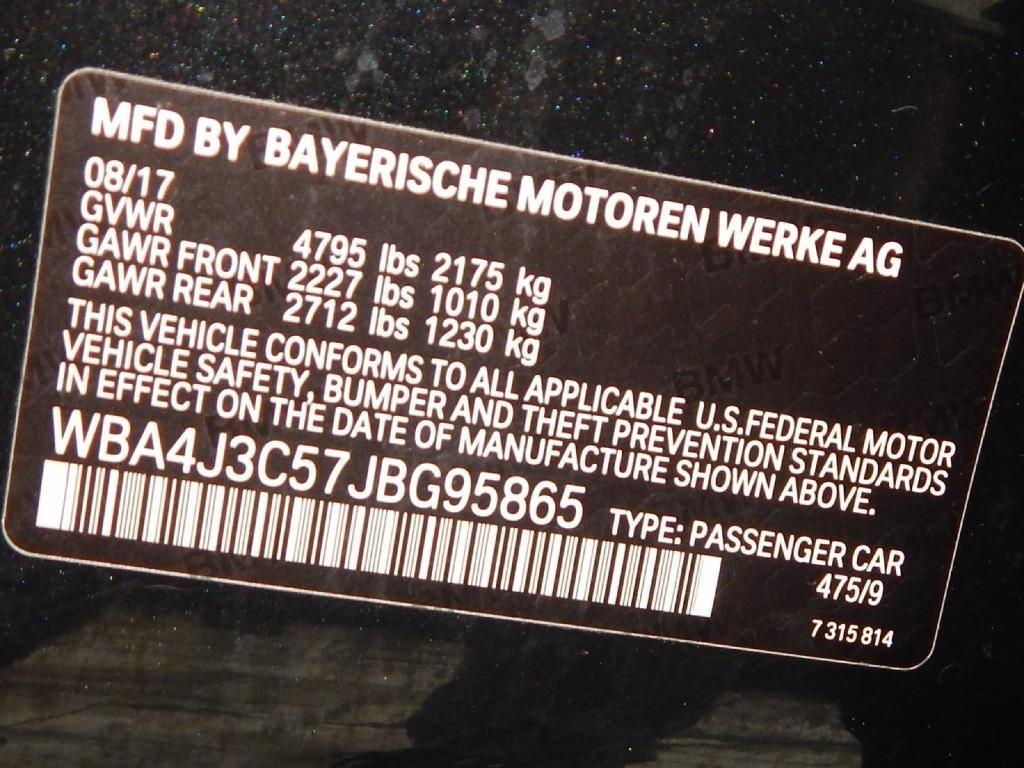 MFD BY BAYERISCHE MOTOREN WERKE AG
08/17
GVWR 4795 lbs 2175 kg
GAWR FRONT 2227 lbs 1010 kg
GAWR REAR 2712 lbs 1230 kg
THIS VEHICLE CONFORMS TO ALL APPLICABLE U.S.FEDERAL MOTOR
VEHICLE SAFETY, BUMPER AND THEFT PREVENTION STANDARDS
IN EFFECT ON THE DATE OF MANUFACTURE SHOWN ABOVE.
WBA4J3C57JBG95865
TYPE: PASSENGER CAR
475/9
7 315 814
BMW
BMW
BMW